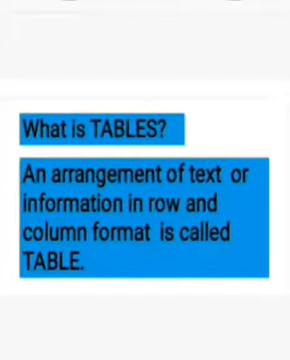 What is TABLES?
An arrangement of text or
information in row and
column format is called
TABLE.